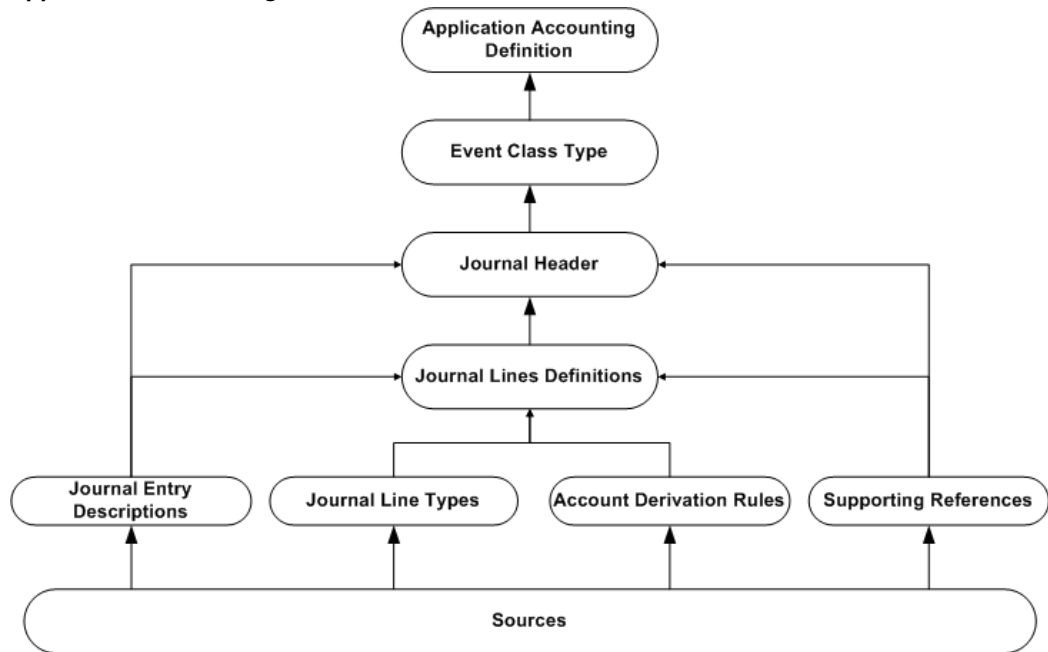 Application Accounting
Definition
Event Class Type
Journal Header
Journal Lines Definitions
Journal Entry
Descriptions
Journal Line Types
Account Derivation Rules
Supporting References
Sources